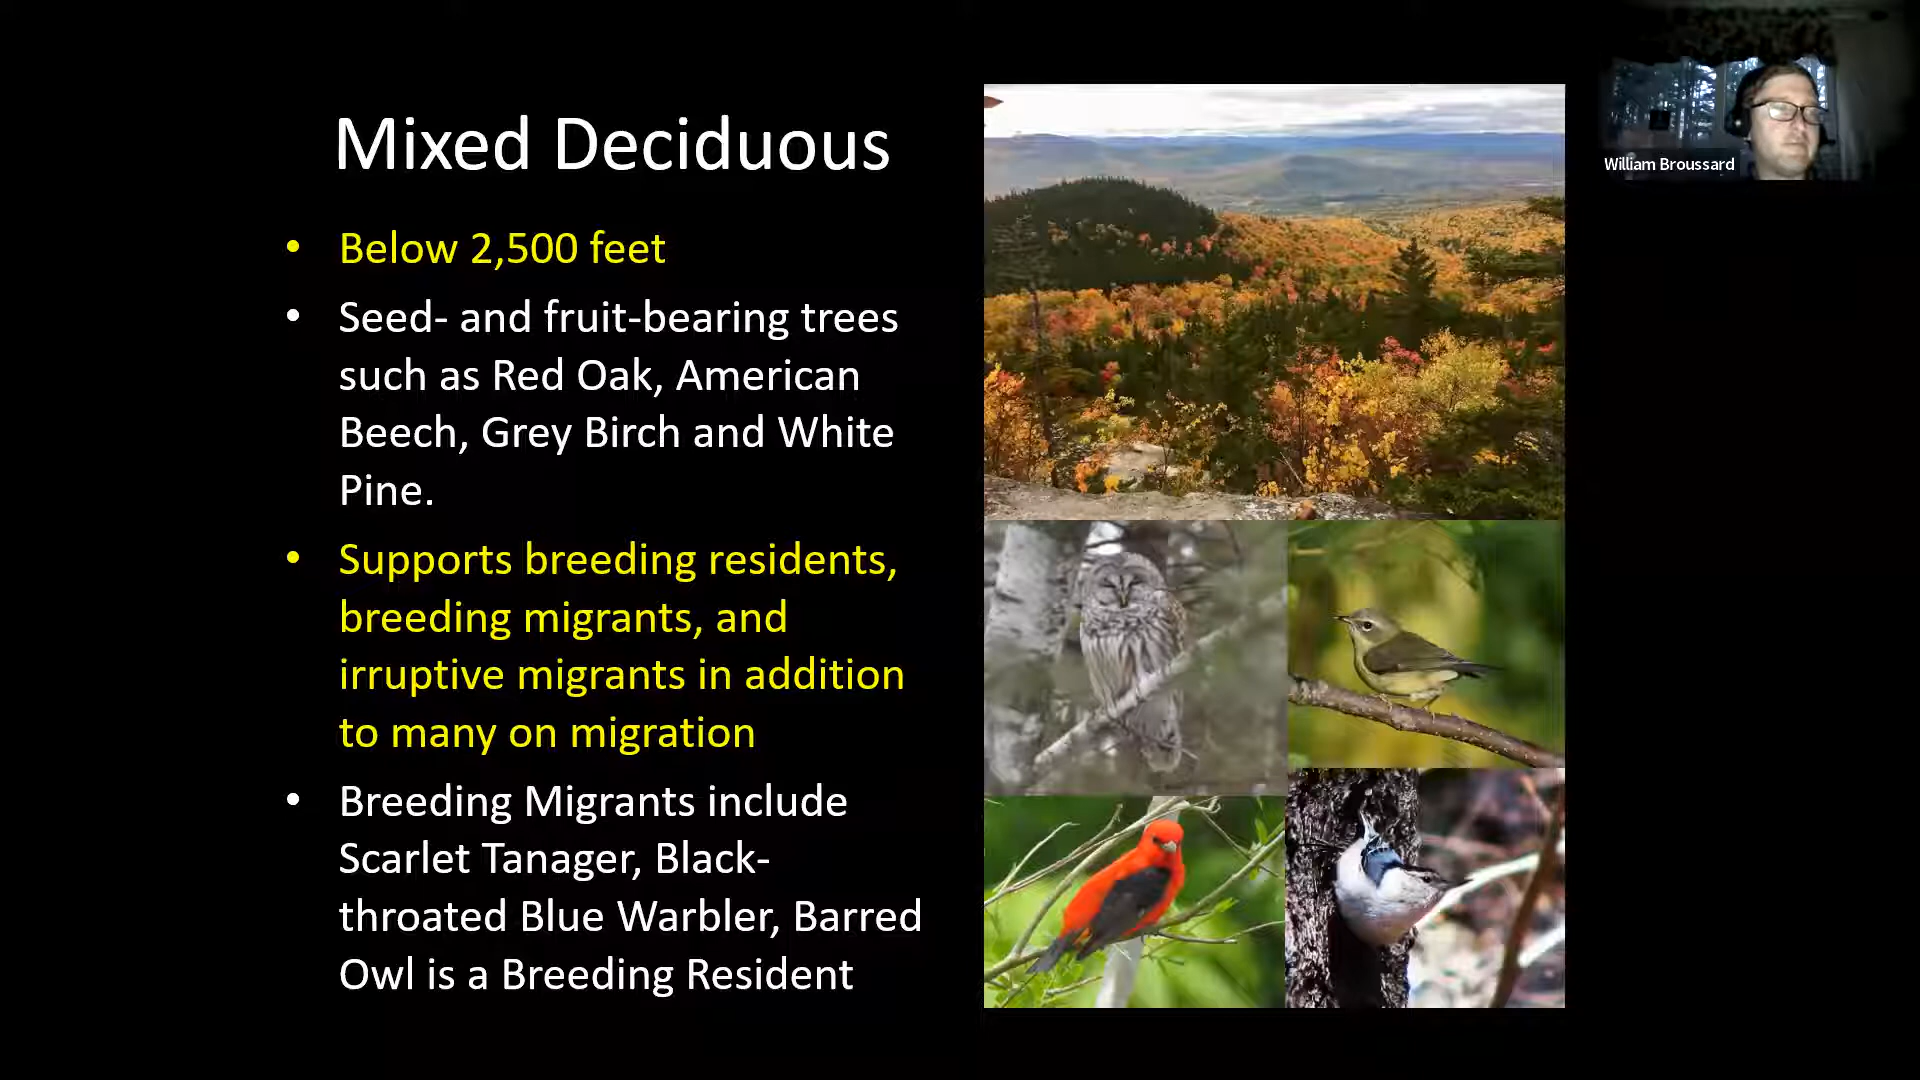 Mixed Deciduous
• Below 2,500 feet
• Seed- and fruit-bearing trees
such as Red Oak, American
Beech, Grey Birch and White
Pine.
• Supports breeding residents,
breeding migrants, and
irruptive migrants in addition
to many on migration
• Breeding Migrants include
Scarlet Tanager, Black-
throated Blue Warbler, Barred
Owl is a Breeding Resident
William Broussard